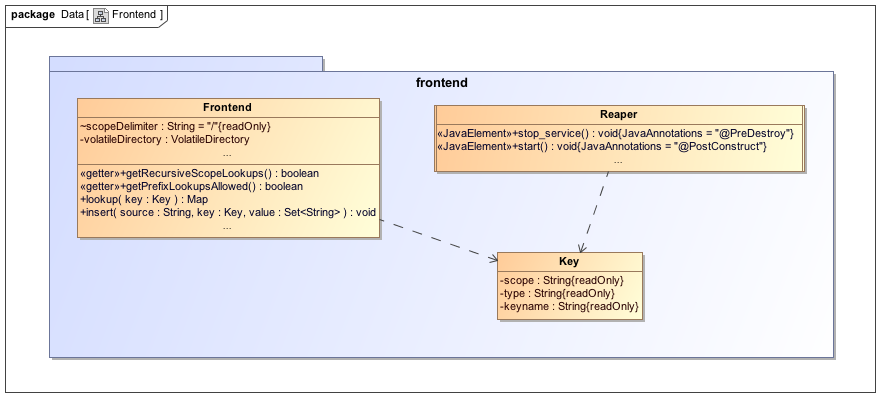 package Data [ Frontend ]
frontend
Frontend
~scopeDelimiter : String = "/"{readOnly}
-volatileDirectory : VolatileDirectory
...
«getter»+getRecursiveScopeLookups() : boolean
«getter»+getPrefixLookupsAllowed() : boolean
+lookup( key : Key ) : Map
+insert( source : String, key : Key, value : Set<String> ) : void
...
Reaper
«JavaElement»+stop_service() : void{JavaAnnotations = "@PreDestroy"}
«JavaElement»+start() : void{JavaAnnotations = "@PostConstruct"}
...
Key
-scope : String{readOnly}
-type : String{readOnly}
-keyname : String{readOnly}